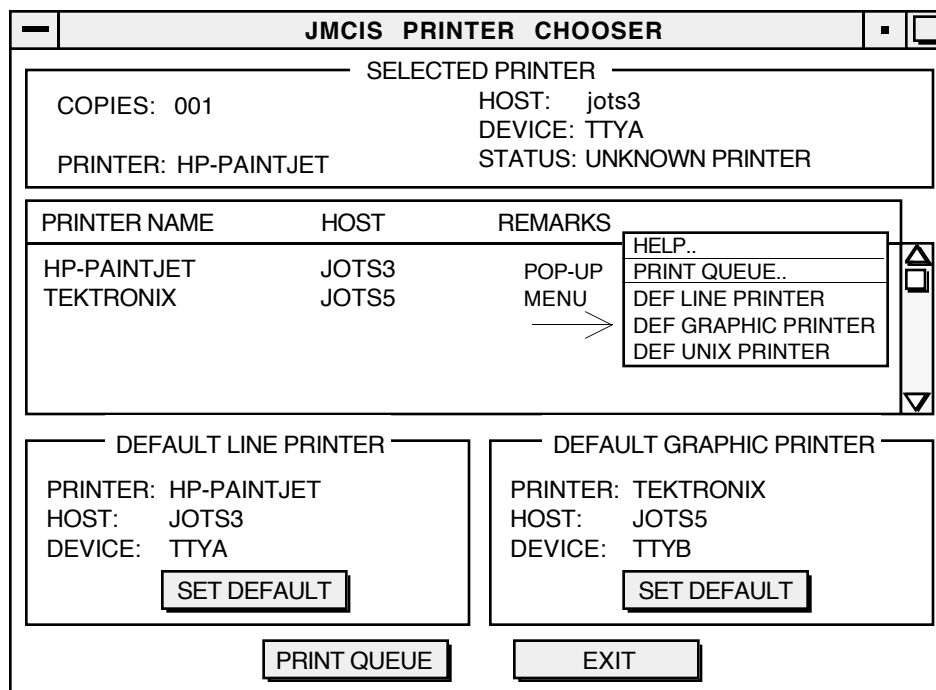 JMCIS PRINTER CHOOSER
SELECTED PRINTER
COPIES: 001
HOST: jots3
DEVICE: TTYA
PRINTER: HP-PAINTJET
STATUS: UNKNOWN PRINTER
PRINTER NAME HOST REMARKS
HP-PAINTJET JOTS3
TEKTRONIX JOTS5
POP-UP
MENU
HELP..
PRINT QUEUE..
DEF LINE PRINTER
DEF GRAPHIC PRINTER
DEF UNIX PRINTER
DEFAULT LINE PRINTER
PRINTER: HP-PAINTJET
HOST: JOTS3
DEVICE: TTYA
SET DEFAULT
DEFAULT GRAPHIC PRINTER
PRINTER: TEKTRONIX
HOST: JOTS5
DEVICE: TTYB
SET DEFAULT
PRINT QUEUE
EXIT